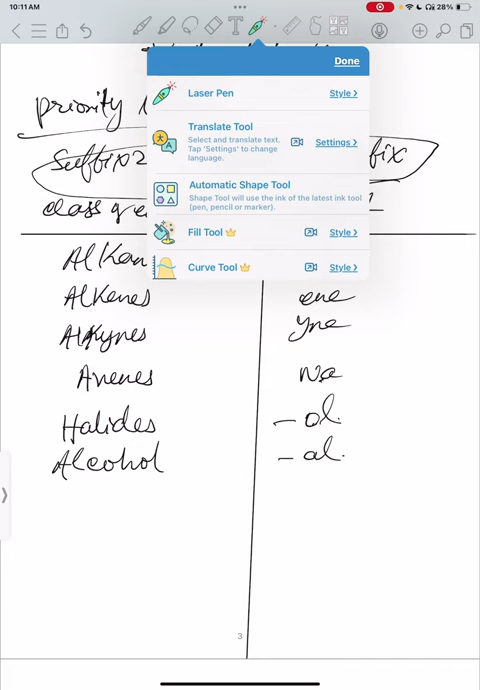 10:11 AM
28%
Done
priority
Laser Pen Style >
Translate Tool
Select and translate text. Tap 'Settings' to change language. Settings >
Suffix fix
Automatic Shape Tool
Shape Tool will use the ink of the latest ink tool (pen, pencil or marker).
class
Fill Tool Style >
Alkan
Curve Tool Style >
Alkenes ene
Alkynes yne
Arenes ne
Halides - ol.
Alcohol - al.
3